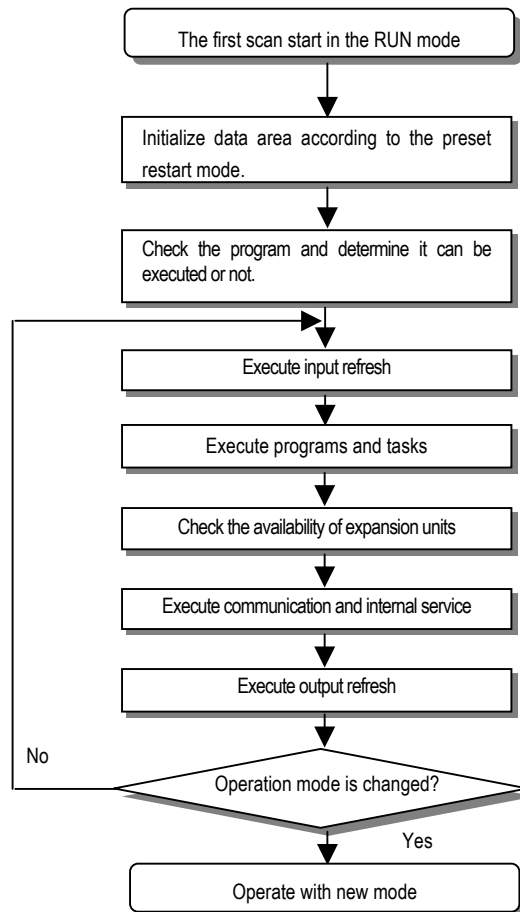 The first scan start in the RUN mode
Initialize data area according to the preset
restart mode.
Check the program and determine it can be
executed or not.
Execute input refresh
Execute programs and tasks
Check the availability of expansion units
Execute communication and internal service
Execute output refresh
No
Operation mode is changed?
Yes
Operate with new mode